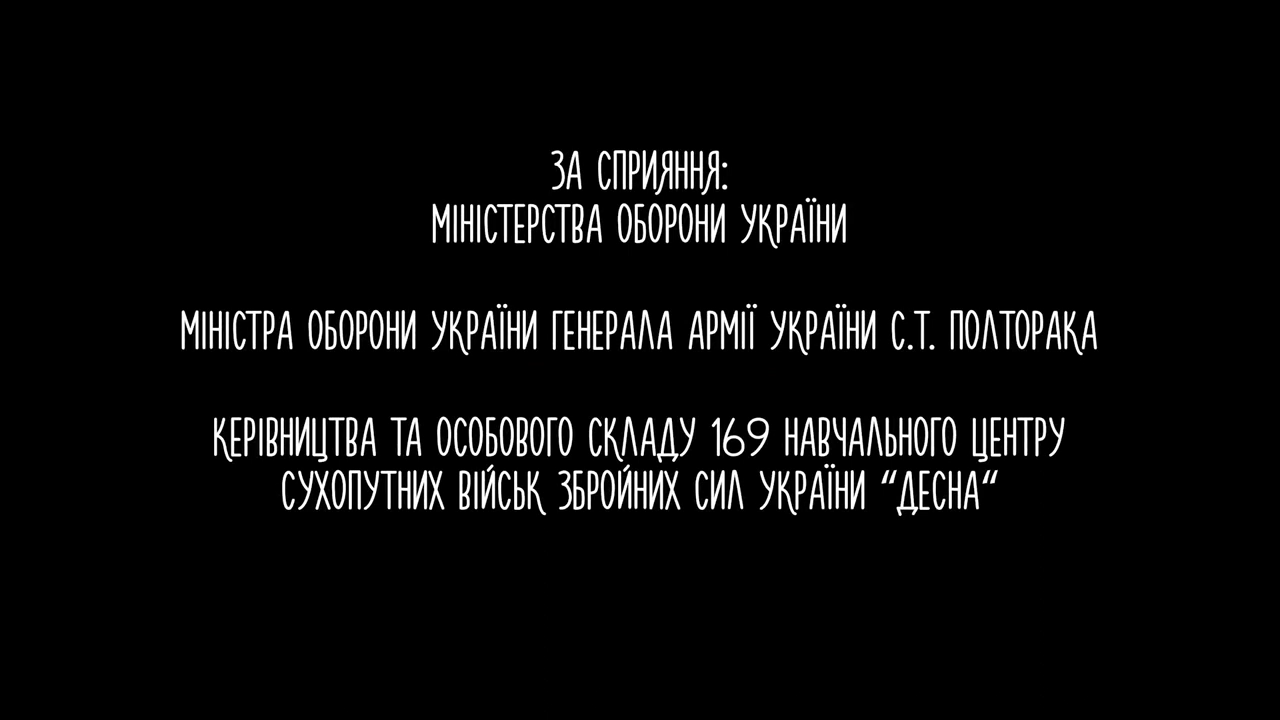 ЗА СПРИЯННЯ:
МІНІСТЕРСТВА ОБОРОНИ УКРАЇНИ
МІНІСТРА ОБОРОНИ УКРАЇНИ ГЕНЕРАЛА АРМІЇ УКРАЇНИ С.Т. ПОЛТОРАКА
КЕРІВНИЦТВА ТА ОСОБОВОГО СКЛАДУ 169 НАВЧАЛЬНОГО ЦЕНТРУ
СУХОПУТНИХ ВІЙСЬК ЗБРОЙНИХ СИЛ УКРАЇНИ “ДЕСНА“